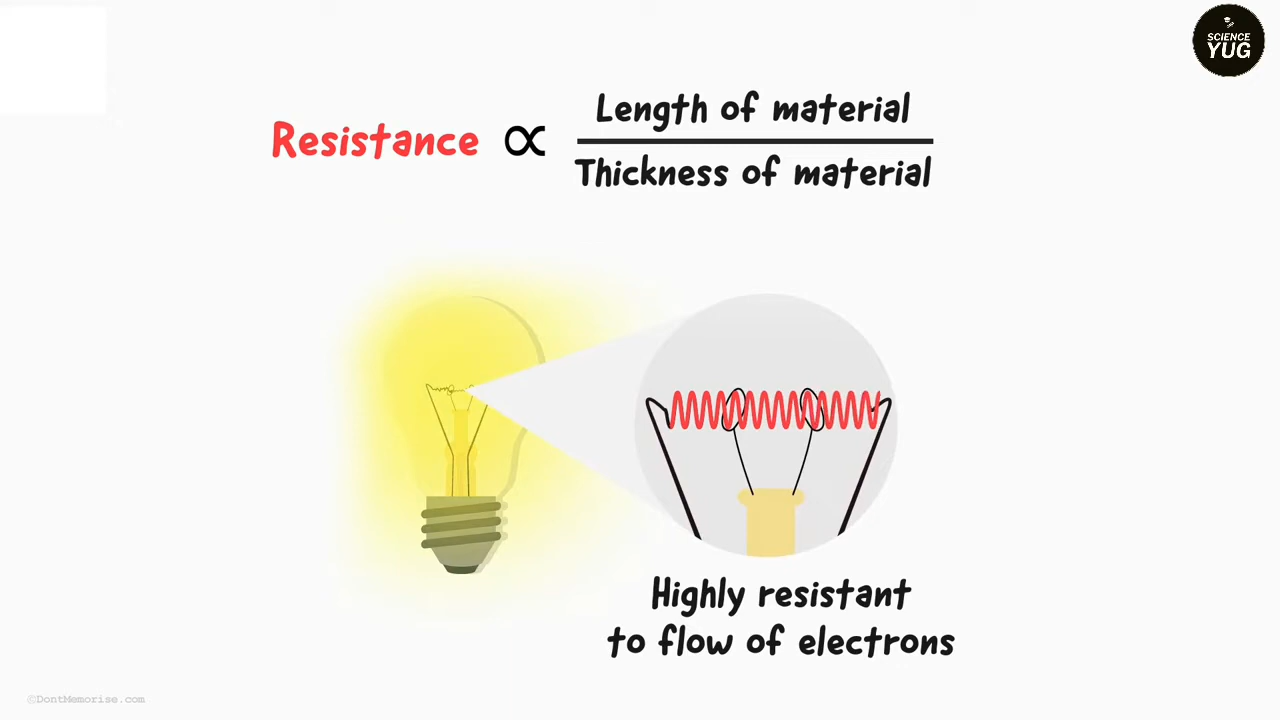 SCIENCE
YUG
Length of material
Resistance ∝
Thickness of material
Highly resistant
to flow of electrons
©DontMemorise.com